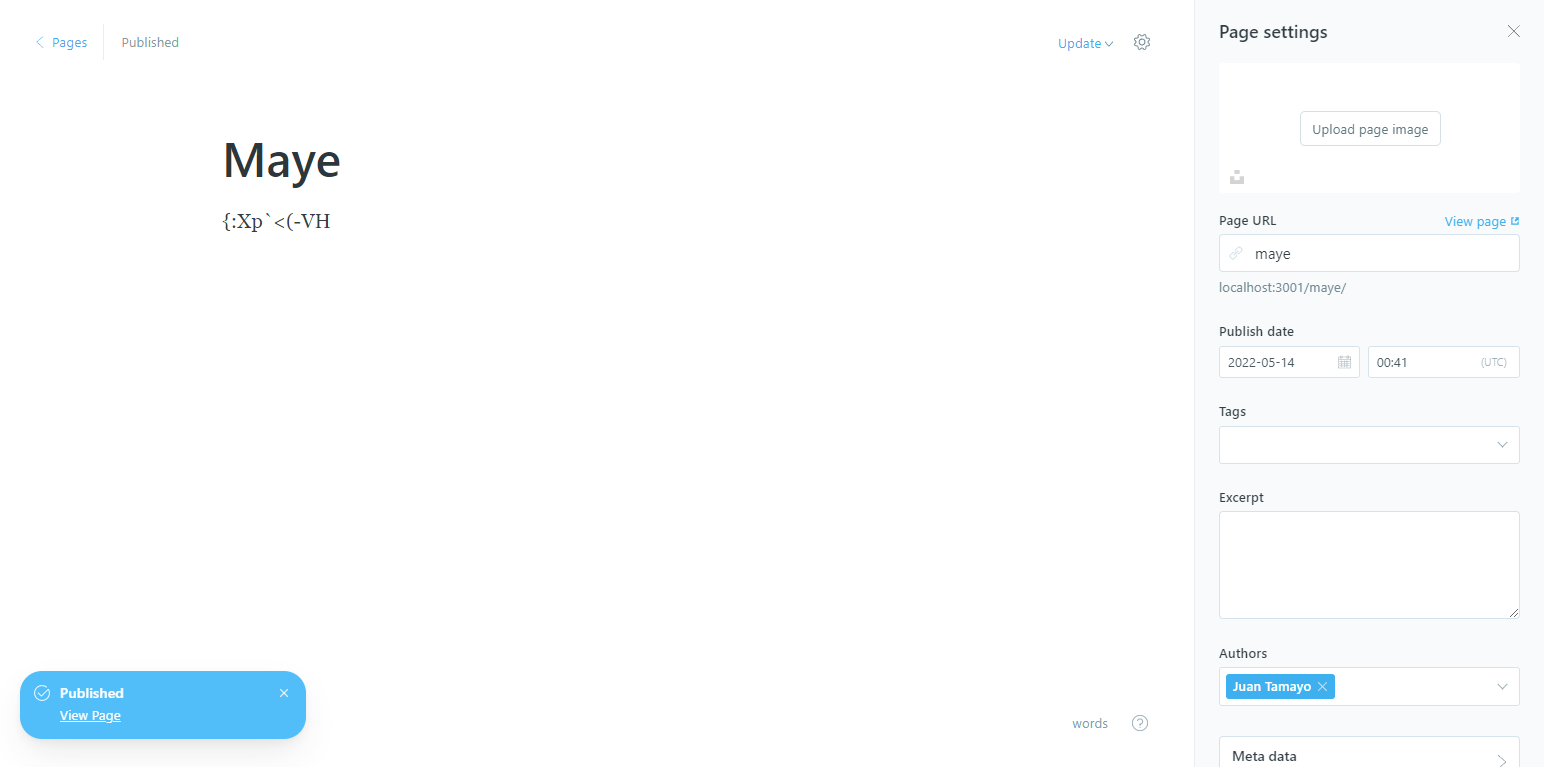 Pages
Published
Update
Page settings
Maye
{:Xp`<(-VH
Upload page image
Page URL
View page
maye
localhost:3001/maye/
Publish date
2022-05-14
00:41
(UTC)
Tags
Excerpt
Authors
Juan Tamayo
Meta data
Published
View Page
words